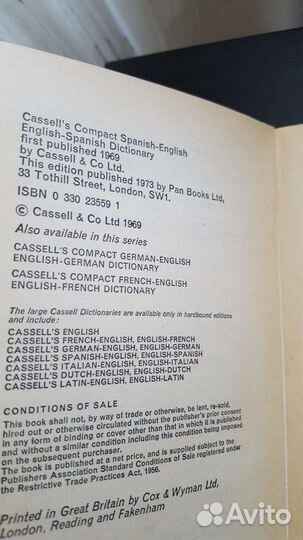 Cassell's Compact Spanish-English
English-Spanish Dictionary
first published 1969
by Cassell & Co Ltd.
This edition published 1973 by Pan Books Ltd,
33 Tothill Street, London, SW1.
ISBN 0 330 23559 1
© Cassell & Co Ltd 1969
Also available in this series
CASSELL'S COMPACT GERMAN-ENGLISH
ENGLISH-GERMAN DICTIONARY
CASSELL'S COMPACT FRENCH-ENGLISH
ENGLISH-FRENCH DICTIONARY
The large Cassell Dictionaries are available only in hardbound editions
and include:
CASSELL'S ENGLISH
CASSELL'S FRENCH-ENGLISH, ENGLISH-FRENCH
CASSELL'S GERMAN-ENGLISH, ENGLISH-GERMAN
CASSELL'S SPANISH-ENGLISH, ENGLISH-SPANISH
CASSELL'S ITALIAN-ENGLISH, ENGLISH-ITALIAN
CASSELL'S DUTCH-ENGLISH, ENGLISH-DUTCH
CASSELL'S LATIN-ENGLISH, ENGLISH-LATIN
CONDITIONS OF SALE
This book shall not, by way of trade or otherwise, be lent, re-sold,
hired out or otherwise circulated without the publisher's prior consent
in any form of binding or cover other than that in which it is published
and without a similar condition including this condition being imposed
on the subsequent purchaser.
The book is published at a net price, and is supplied subject to the
Publishers Association Standard Conditions of Sale registered under
the Restrictive Trade Practices Act, 1956.
Printed in Great Britain by Cox & Wyman Ltd,
London, Reading and Fakenham
Avito